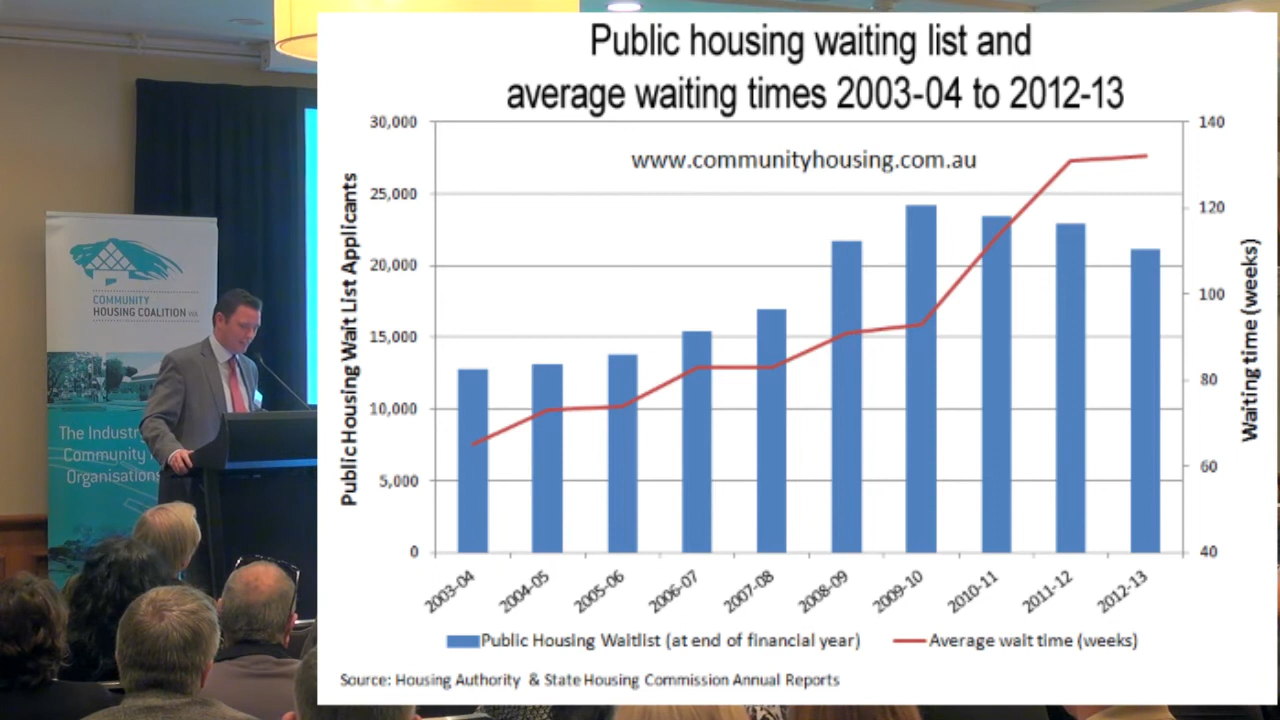 Public housing waiting list and
average waiting times 2003-04 to 2012-13
www.communityhousing.com.au
Public Housing Wait List Applicants
30,000
25,000
20,000
15,000
10,000
5,000
0
140
120
100
80
60
40
Waiting time (weeks)
2003-04
2004-05
2005-06
2006-07
2007-08
2008-09
2009-10
2010-11
2011-12
2012-13
Public Housing Waitlist (at end of financial year)
Average wait time (weeks)
Source: Housing Authority & State Housing Commission Annual Reports
COMMUNITY
HOUSING COALITION WA
The Industry
Community
Organisations